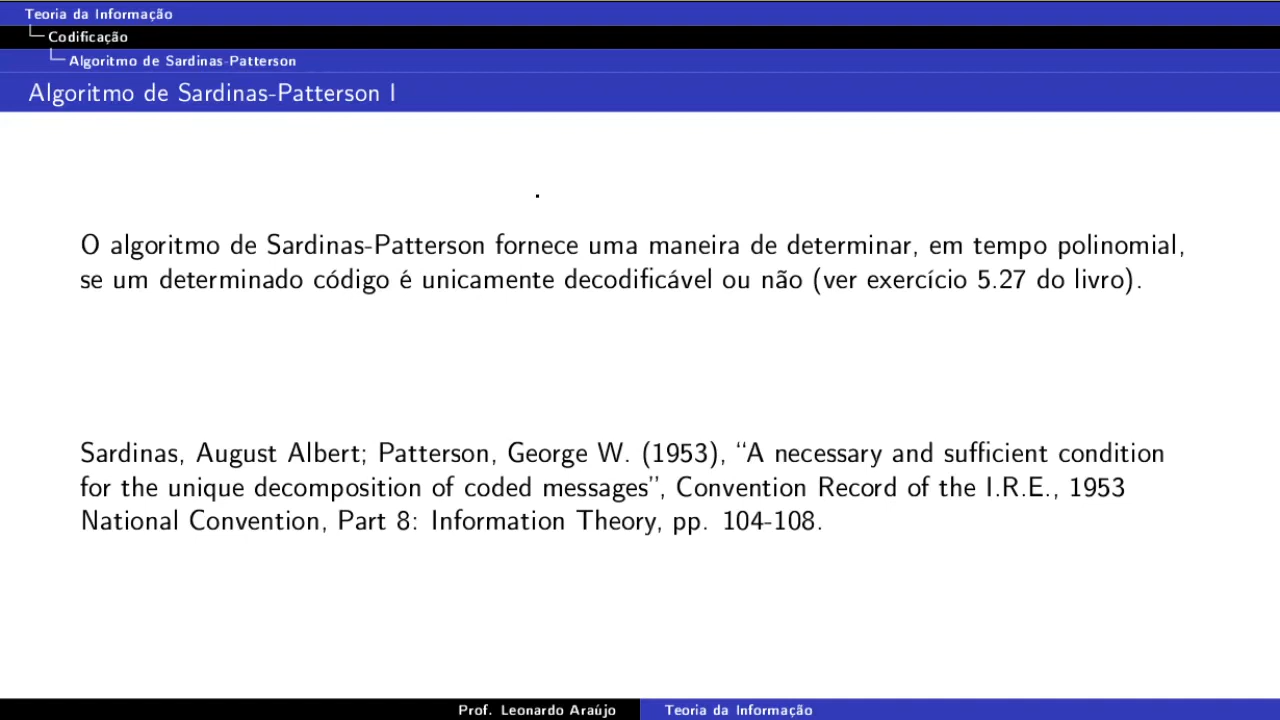 Teoria da Informação
Codificação
Algoritmo de Sardinas-Patterson
Algoritmo de Sardinas-Patterson I
O algoritmo de Sardinas-Patterson fornece uma maneira de determinar, em tempo polinomial,
se um determinado código é unicamente decodificável ou não (ver exercício 5.27 do livro).
Sardinas, August Albert; Patterson, George W. (1953), “A necessary and sufficient condition
for the unique decomposition of coded messages”, Convention Record of the I.R.E., 1953
National Convention, Part 8: Information Theory, pp. 104-108.
Prof. Leonardo Araújo Teoria da Informação